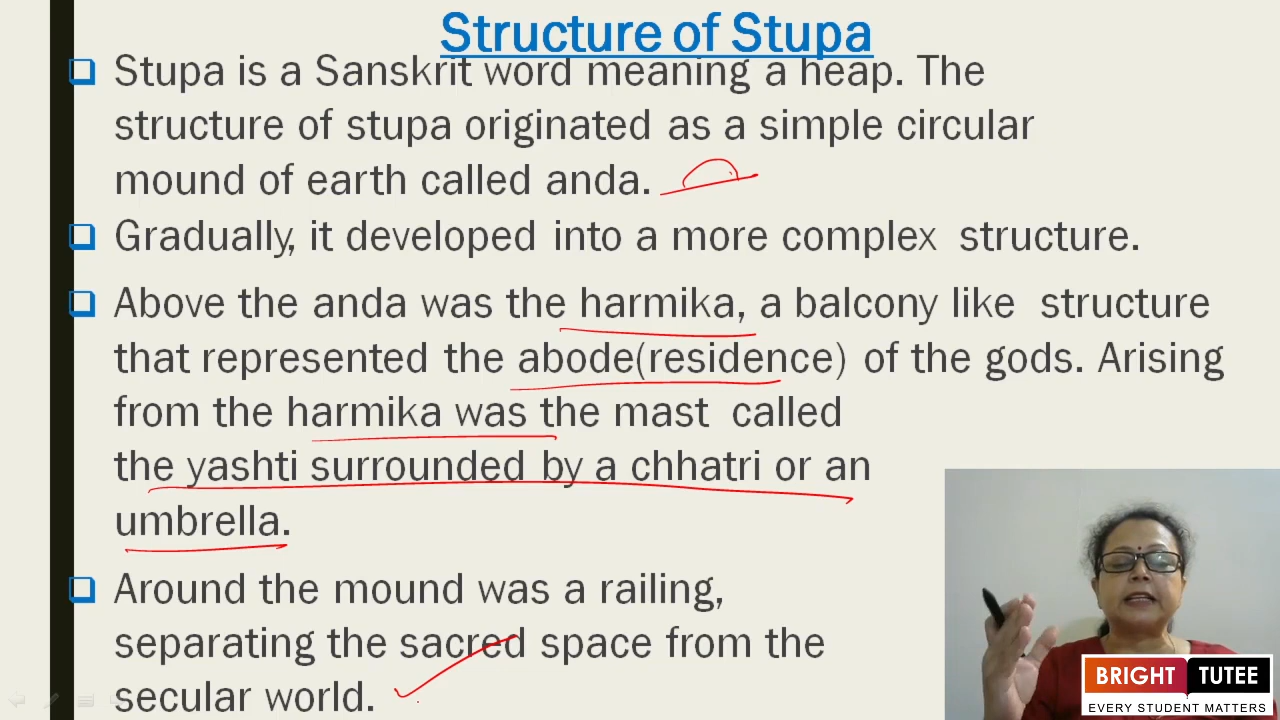 Structure of Stupa
Stupa is a Sanskrit word meaning a heap. The
structure of stupa originated as a simple circular
mound of earth called anda.
Gradually, it developed into a more complex structure.
Above the anda was the harmika, a balcony like structure
that represented the abode(residence) of the gods. Arising
from the harmika was the mast called
the yashti surrounded by a chhatri or an
umbrella.
Around the mound was a railing,
separating the sacred space from the
secular world.
BRIGHT TUTEE
EVERY STUDENT MATTERS